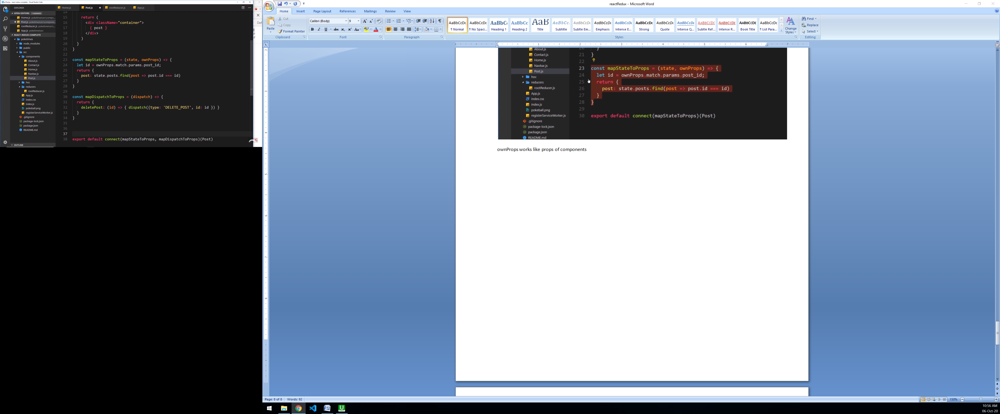 Post.js - react-redux-complete - Visual Studio Code
EXPLORER
OPEN EDITORS 1 UNSAVED
Home.js poketimes\src\compo...
Post.js poketimes\src\compone...
rootReducer.js poketimes\src\...
App.js poketimes\src
REACT-REDUX-COMPLETE
poketimes
node_modules
public
src
components
About.js
Contact.js
Home.js
Navbar.js
Post.js
hoc
reducers
rootReducer.js
App.js
index.css
index.js
pokeball.png
registerServiceWorker.js
.gitignore
package-lock.json
package.json
README.md
OUTLINE
Home.js
Post.js
rootReducer.js
App.js
14
15 return (
16 <div className="container">
17 { post }
18 </div>
19 )
20 }
21 }
22
23 const mapStateToProps = (state, ownProps) => {
24 let id = ownProps.match.params.post_id;
25 return {
26 post: state.posts.find(post => post.id === id)
27 }
28 }
29
30 const mapDispatchToProps = (dispatch) => {
31 return {
32 deletePost: (id) => { dispatch({type: 'DELETE_POST', id: id }) }
33 }
34 }
35
36
37
38 export default connect(mapStateToProps, mapDispatchToProps)(Post)
Def
reactRedux - Microsoft Word
Home Insert Page Layout References Mailings Review View
Paste
Cut
Copy
Format Painter
Clipboard
Calibri (Body) 9
Font
Paragraph
AaBbCcDc ¶ Normal
AaBbCcDc ¶ No Spaci...
AaBbC Heading 1
AaBbCc Heading 2
AaB Title
AaBbCc. Subtitle
AaBbCcDc Subtle Em...
AaBbCcDc Emphasis
AaBbCcDc Intense E...
AaBbCcDc Strong
AaBbCcDc Quote
AaBbCcDc Intense Q...
AaBbCcDc Subtle Ref...
AaBbCcDc Intense R...
AaBbCcDc Book Title
AaBbCcDc ¶ List Para...
Change Styles
Styles
Find
Replace
Select
Editing
About.js
Contact.js
Home.js
Navbar.js
Post.js
hoc
reducers
rootReducer.js
App.js
index.css
index.js
pokeball.png
registerServiceWorker.js
.gitignore
package-lock.json
package.json
README.md
20 }
21 }
22
23 const mapStateToProps = (state, ownProps) => {
24 let id = ownProps.match.params.post_id;
25 return {
26 post: state.posts.find(post => post.id === id)
27 }
28 }
29
30 export default connect(mapStateToProps)(Post)
ownProps works like props of components
Page: 8 of 8 Words: 92
150%
10:56 AM
06-Oct-20